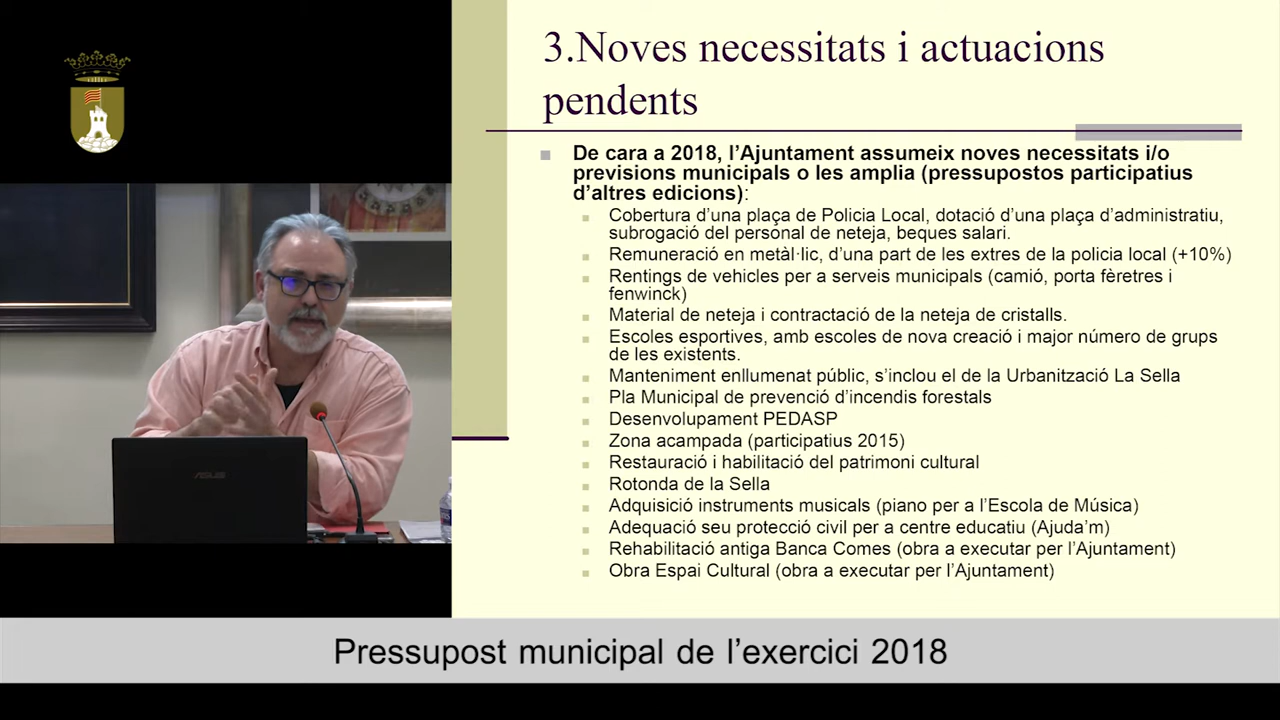 3.Noves necessitats i actuacions
pendents
De cara a 2018, l’Ajuntament assumeix noves necessitats i/o
previsions municipals o les amplia (pressupostos participatius
d’altres edicions):
Cobertura d’una plaça de Policia Local, dotació d’una plaça d’administratiu,
subrogació del personal de neteja, beques salari.
Remuneració en metàl·lic, d’una part de les extres de la policia local (+10%)
Rentings de vehicles per a serveis municipals (camió, porta fèretres i
fenwinck)
Material de neteja i contractació de la neteja de cristalls.
Escoles esportives, amb escoles de nova creació i major número de grups
de les existents.
Manteniment enllumenat públic, s’inclou el de la Urbanització La Sella
Pla Municipal de prevenció d’incendis forestals
Desenvolupament PEDASP
Zona acampada (participatius 2015)
Restauració i habilitació del patrimoni cultural
Rotonda de la Sella
Adquisició instruments musicals (piano per a l’Escola de Música)
Adequació seu protecció civil per a centre educatiu (Ajuda’m)
Rehabilitació antiga Banca Comes (obra a executar per l’Ajuntament)
Obra Espai Cultural (obra a executar per l’Ajuntament)
ASUS
Pressupost municipal de l’exercici 2018